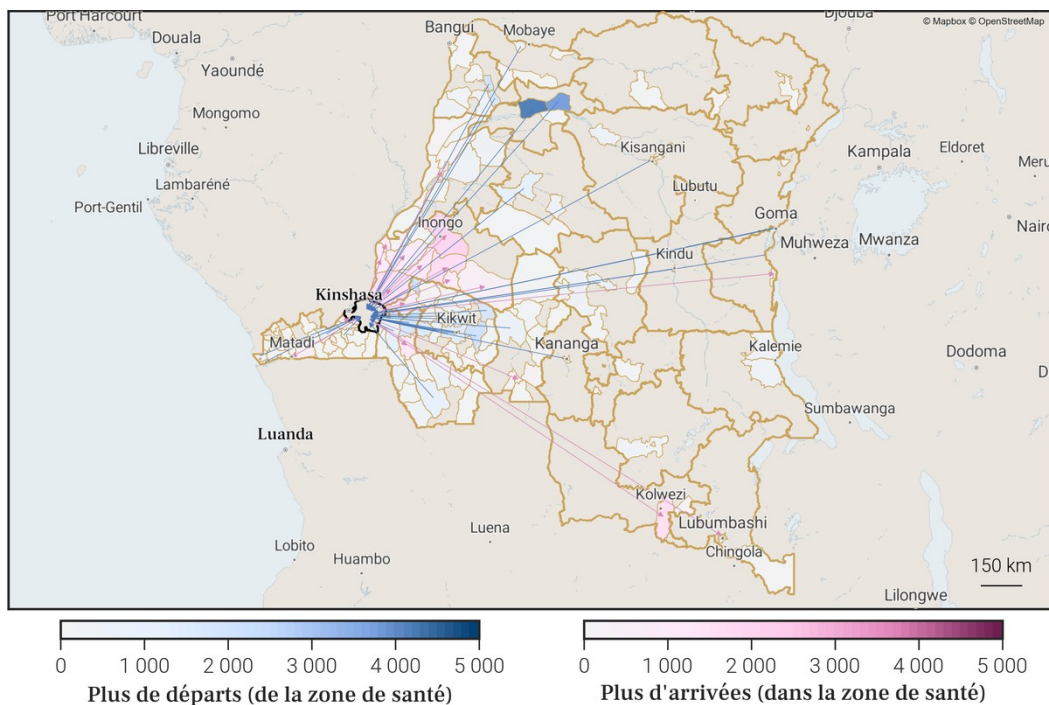 Port Harcourt
Djouba
© Mapbox © OpenStreetMap
Douala
Bangui
Mobaye
Yaoundé
Mongomo
Libreville
Kisangani
Kampala
Eldoret
Meru
Lambaréné
Lubutu
Port-Gentil
Inongo
Goma
Nairo
Muhweza
Mwanza
Kindu
Kinshasa
Kikwit
Matadi
Kananga
Kalemie
Dodoma
D
Sumbawanga
Luanda
Kolwezi
Luena
Lubumbashi
Lobito
Huambo
Chingola
150 km
Lilongwe
0 1 000 2 000 3 000 4 000 5 000
Plus de départs (de la zone de santé)
0 1 000 2 000 3 000 4 000 5 000
Plus d'arrivées (dans la zone de santé)